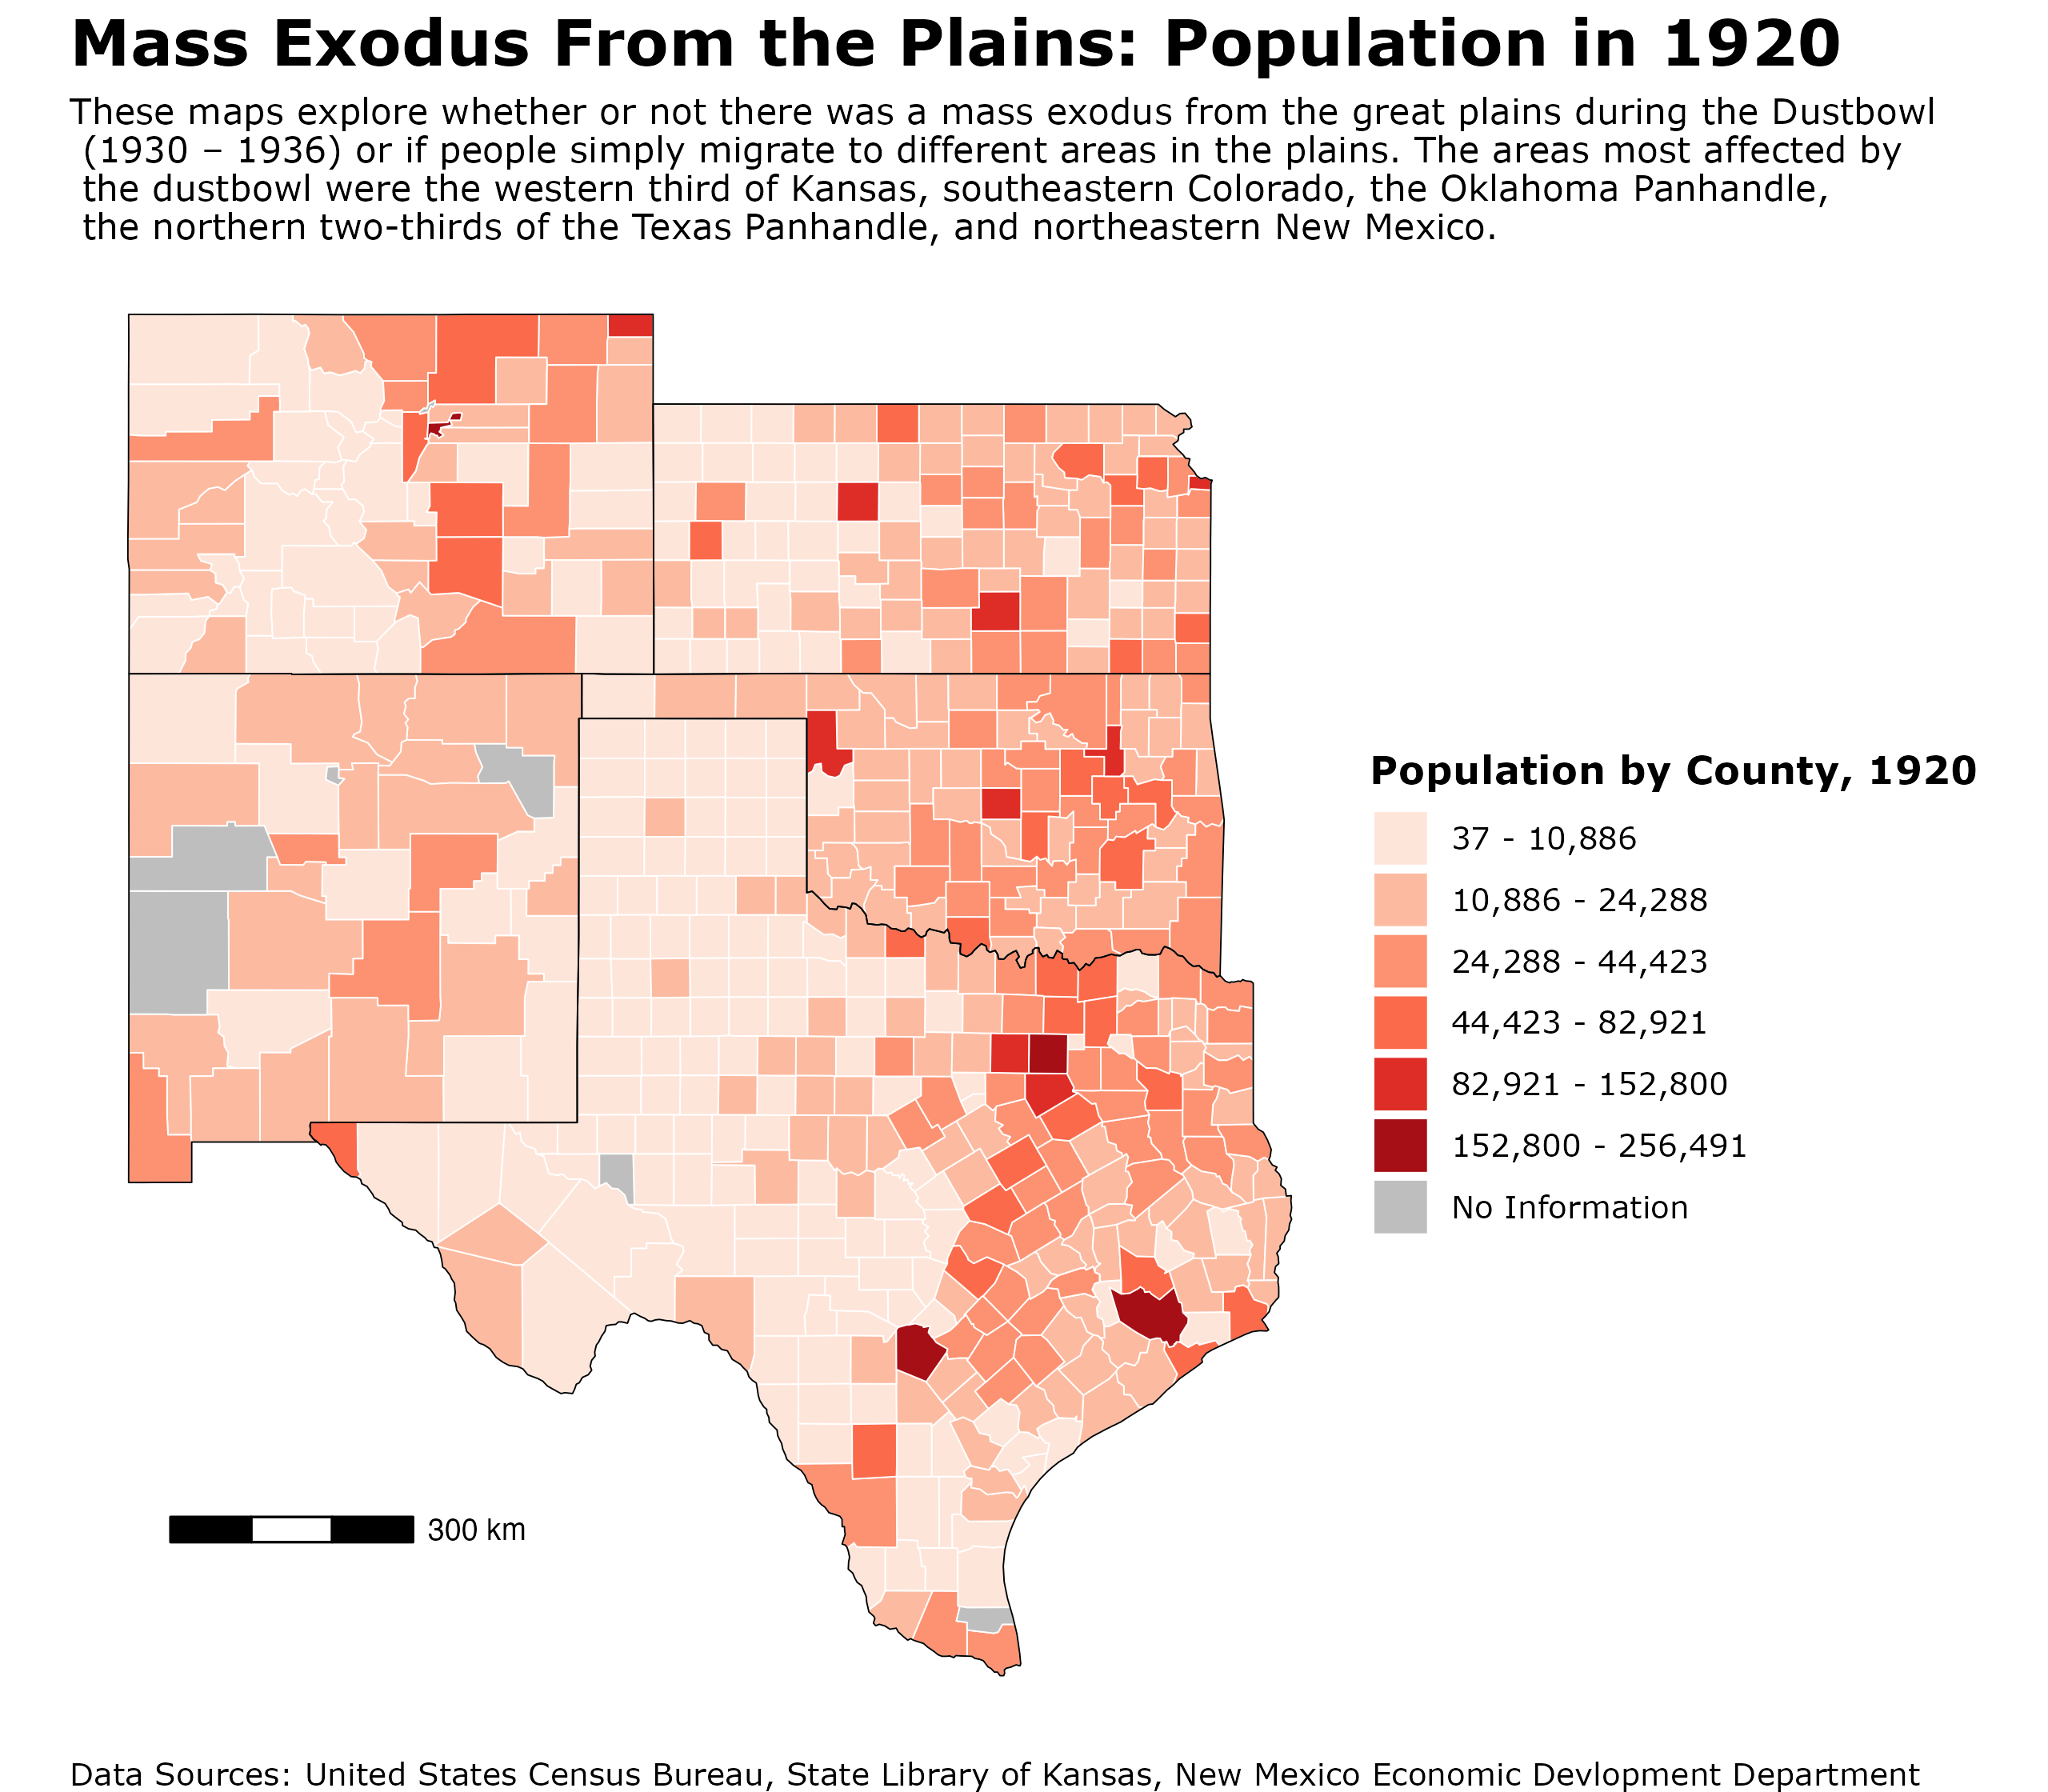 Mass Exodus From the Plains: Population in 1920
These maps explore whether or not there was a mass exodus from the great plains during the Dustbowl
(1930 – 1936) or if people simply migrate to different areas in the plains. The areas most affected by
the dustbowl were the western third of Kansas, southeastern Colorado, the Oklahoma Panhandle,
the northern two-thirds of the Texas Panhandle, and northeastern New Mexico.
Population by County, 1920
37 - 10,886
10,886 - 24,288
24,288 - 44,423
44,423 - 82,921
82,921 - 152,800
152,800 - 256,491
No Information
300 km
Data Sources: United States Census Bureau, State Library of Kansas, New Mexico Economic Devlopment Department